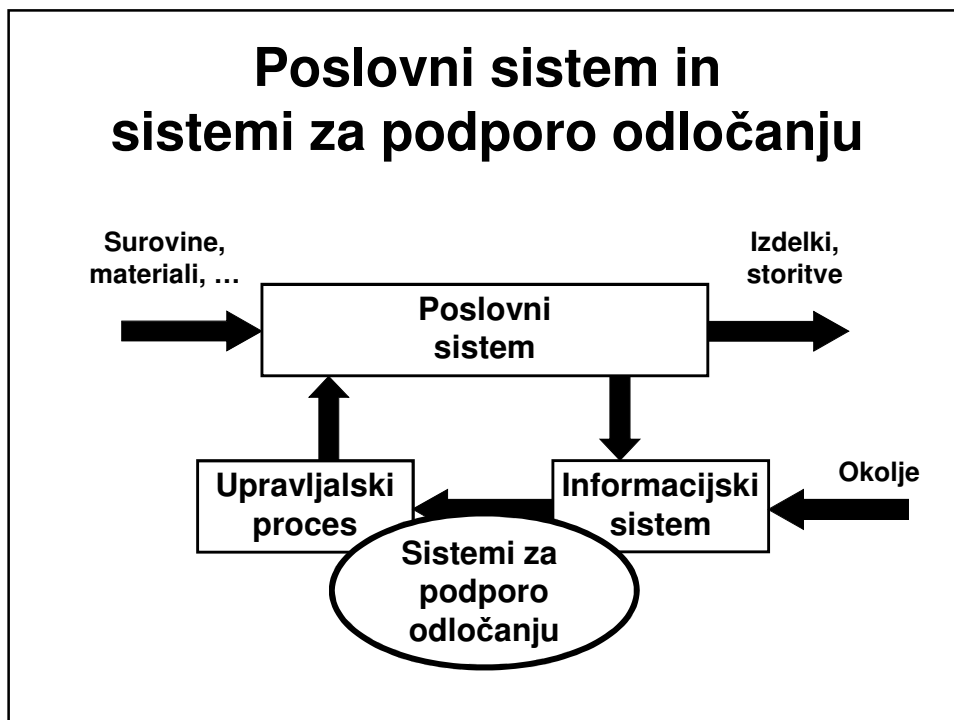 Poslovni sistem in
sistemi za podporo odločanju
Surovine,
materiali, …
Izdelki,
storitve
Poslovni
sistem
Upravljalski
proces
Informacijski
sistem
Okolje
Sistemi za
podporo
odločanju